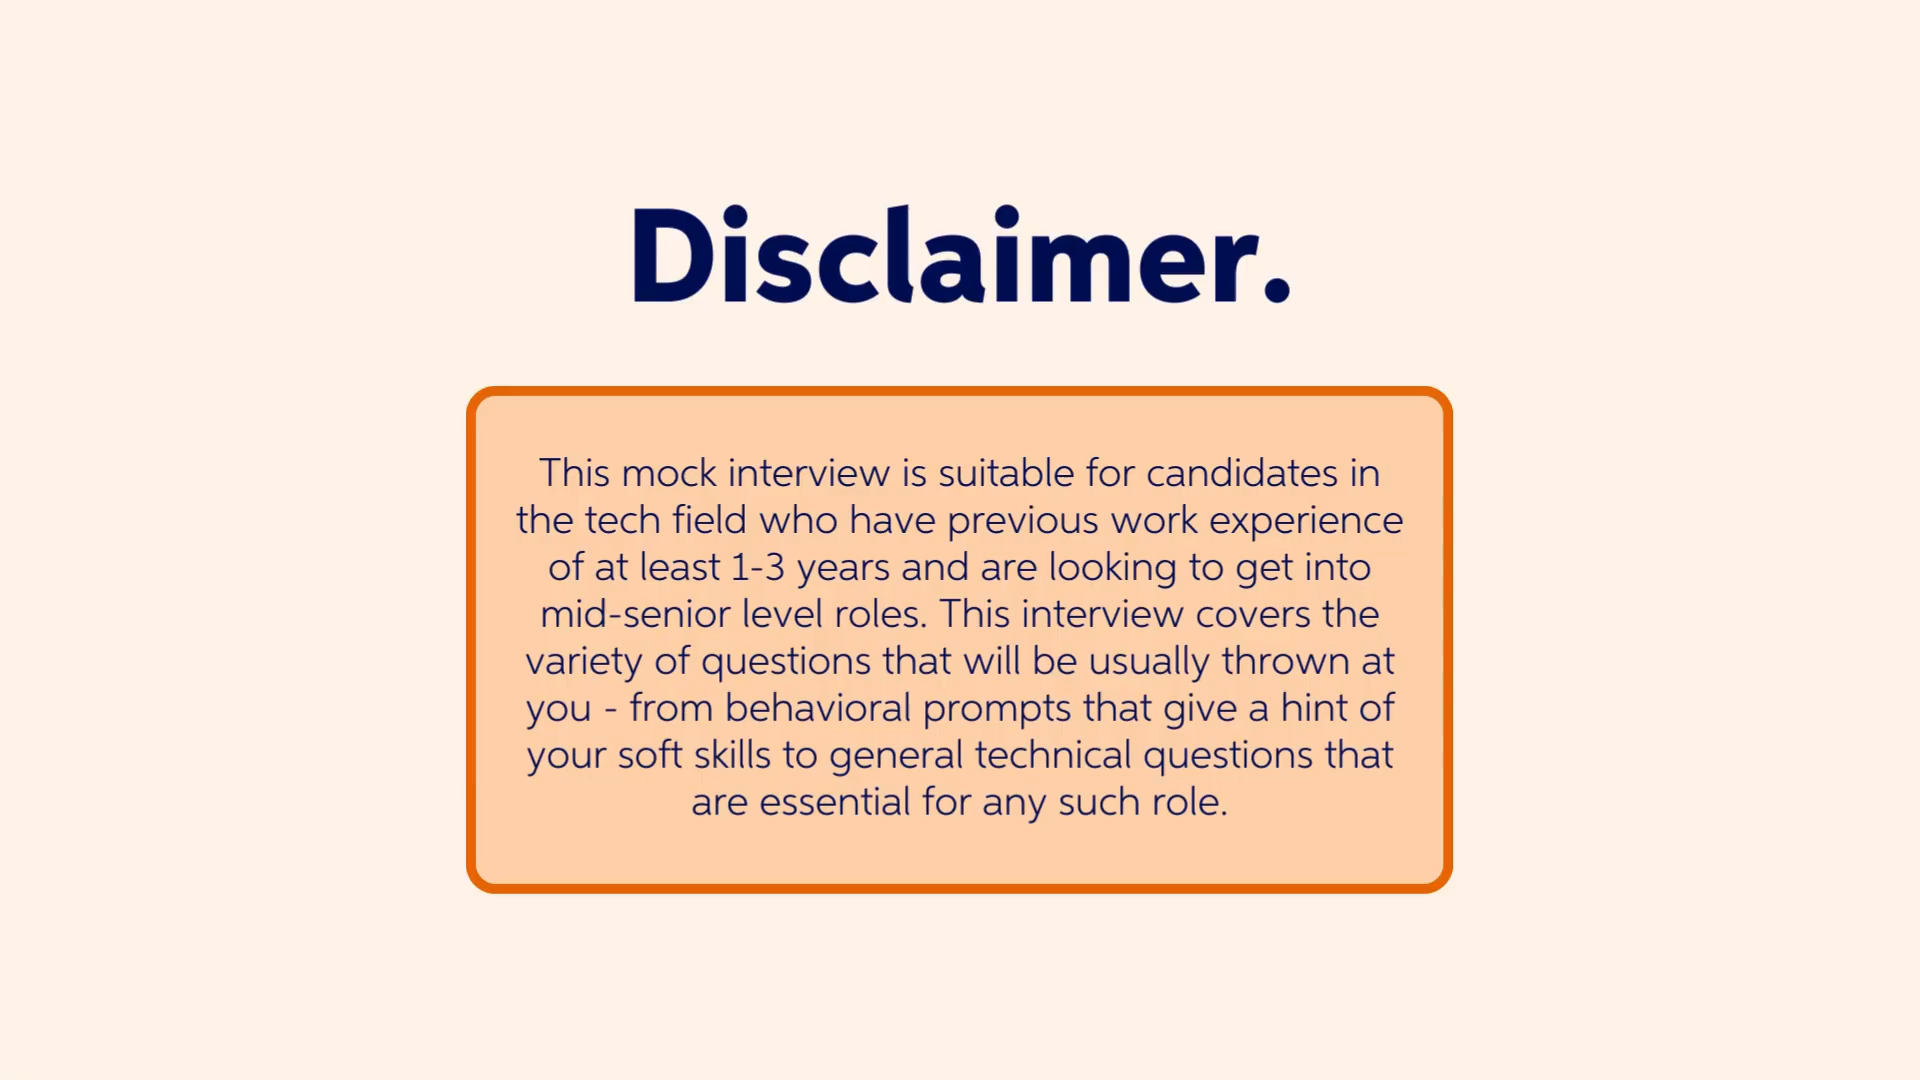 Disclaimer.
This mock interview is suitable for candidates in
the tech field who have previous work experience
of at least 1-3 years and are looking to get into
mid-senior level roles. This interview covers the
variety of questions that will be usually thrown at
you - from behavioral prompts that give a hint of
your soft skills to general technical questions that
are essential for any such role.